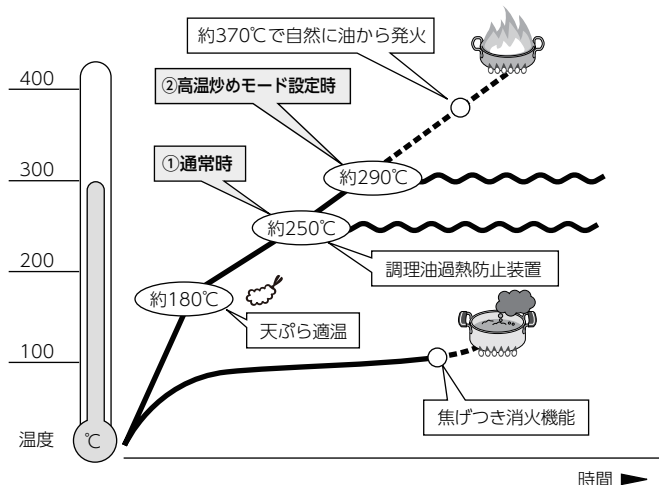 約370℃で自然に油から発火
400
②高温炒めモード設定時
①通常時
300
約290℃
約250℃
200
調理油過熱防止装置
約180℃
天ぷら適温
100
焦げつき消火機能
温度
℃
時間